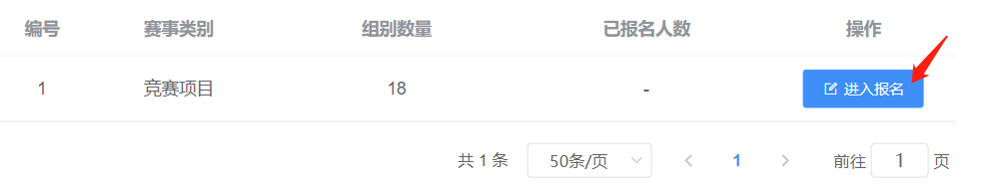 编号 赛事类别 组别数量 已报名人数 操作
1 竞赛项目 18 - 进入报名
共 1 条 50条/页 1 前往 1 页